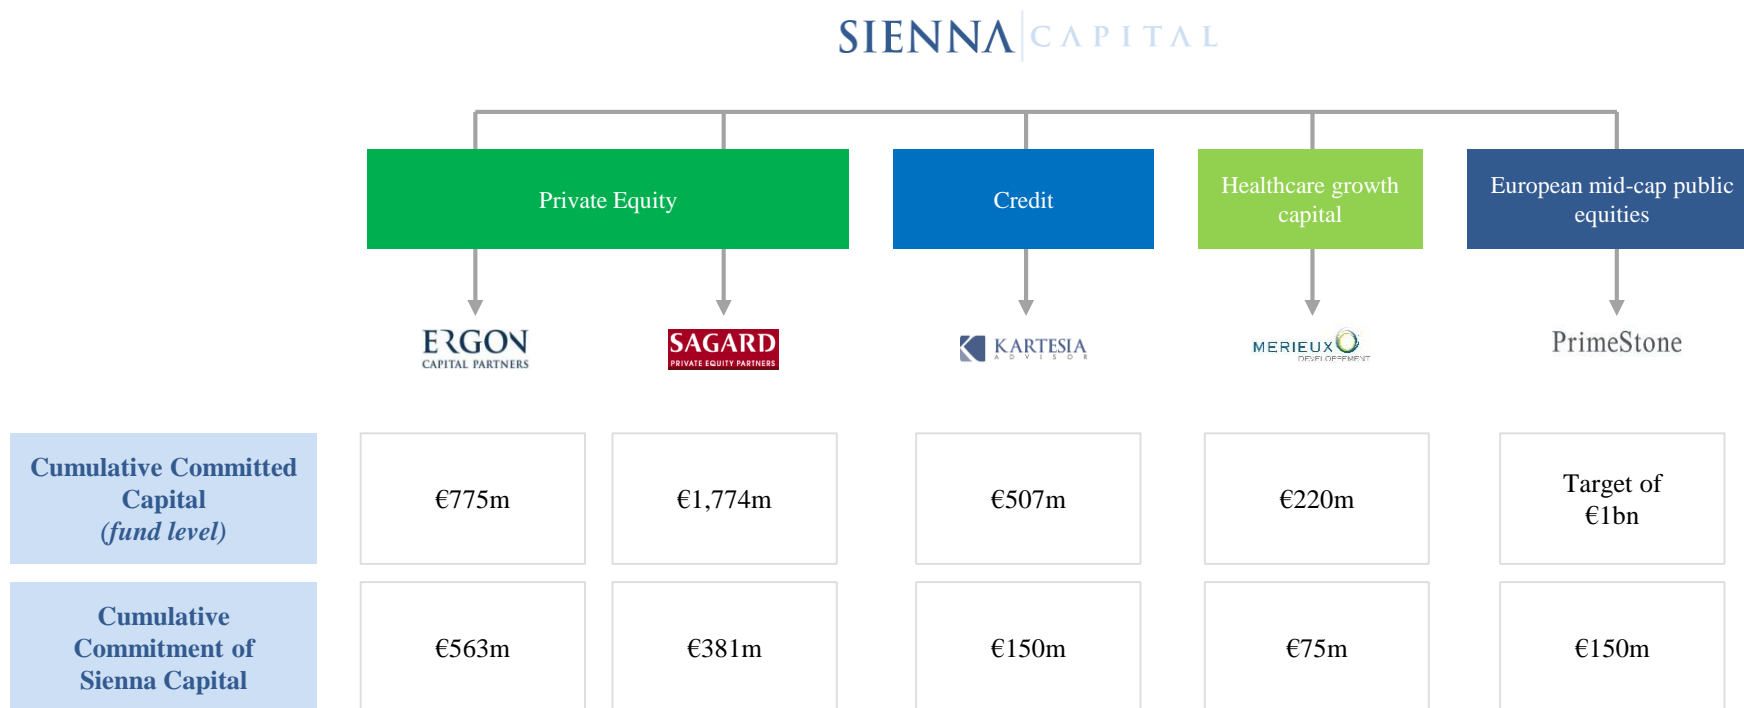 SIENNA CAPITAL
Private Equity
Credit
Healthcare growth
capital
European mid-cap public
equities
ERGON
CAPITAL PARTNERS
SAGARD
PRIVATE EQUITY PARTNERS
KARTESIA
ADVISOR
MERIEUX
DEVELOPPEMENT
PrimeStone
Cumulative Committed
Capital
(fund level)
€775m
€1,774m
€507m
€220m
Target of
€1bn
Cumulative
Commitment of
Sienna Capital
€563m
€381m
€150m
€75m
€150m